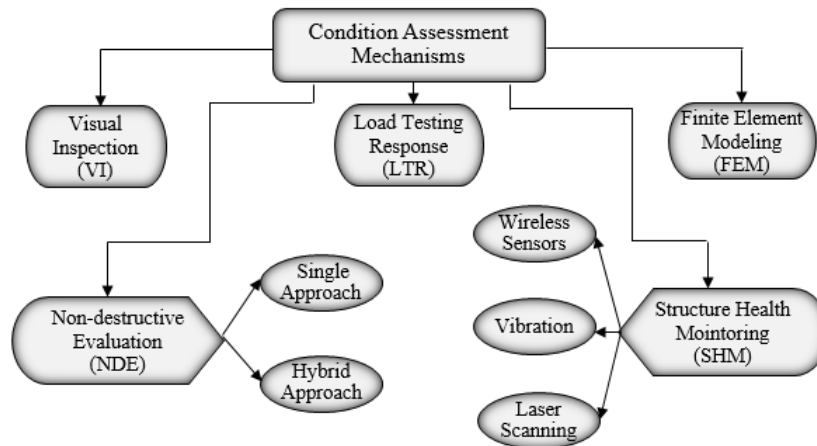 Condition Assessment
Mechanisms
Visual
Inspection
(VI)
Load Testing
Response
(LTR)
Finite Element
Modeling
(FEM)
Non-destructive
Evaluation
(NDE)
Single
Approach
Hybrid
Approach
Wireless
Sensors
Vibration
Laser
Scanning
Structure Health
Mointoring
(SHM)